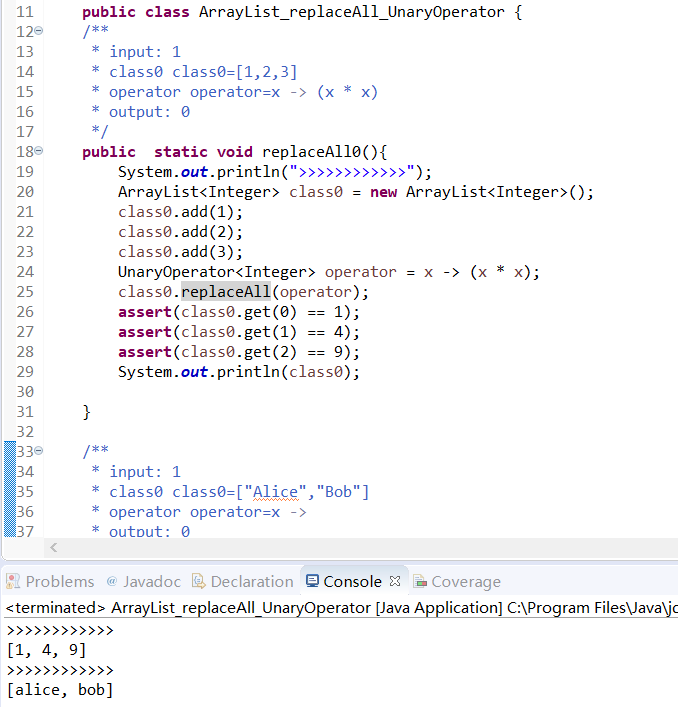 11 public class ArrayList_replaceAll_UnaryOperator {
12 /**
13 * input: 1
14 * class0 class0=[1,2,3]
15 * operator operator=x -> (x * x)
16 * output: 0
17 */
18 public  static void replaceAll0(){
19 System.out.println(">>>>>>>>>>>>");
20 ArrayList<Integer> class0 = new ArrayList<Integer>();
21 class0.add(1);
22 class0.add(2);
23 class0.add(3);
24 UnaryOperator<Integer> operator = x -> (x * x);
25 class0.replaceAll(operator);
26 assert(class0.get(0) == 1);
27 assert(class0.get(1) == 4);
28 assert(class0.get(2) == 9);
29 System.out.println(class0);
30
31 }
32
33 /**
34 * input: 1
35 * class0 class0=["Alice","Bob"]
36 * operator operator=x ->
37 * output: 0
Problems @ Javadoc Declaration Console Coverage
<terminated> ArrayList_replaceAll_UnaryOperator [Java Application] C:\Program Files\Java\jd
>>>>>>>>>>>>
[1, 4, 9]
>>>>>>>>>>>>
[alice, bob]